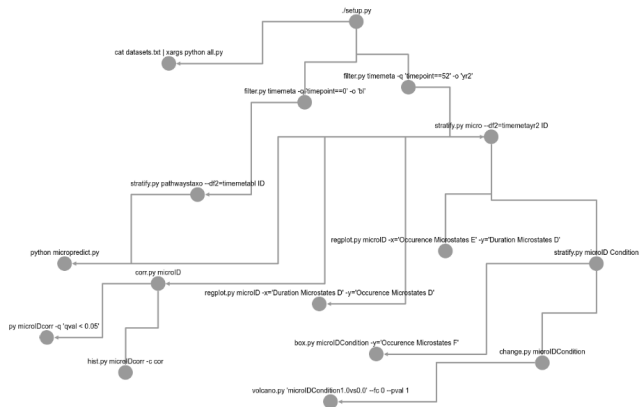 ./setup.py
cat datasets.txt | xargs python all.py
filter.py timemeta -q 'timepoint==52' -o 'yr2'
filter.py timemeta -q 'timepoint==0' -o 'bl'
stratify.py micro --df2=timemetayr2 ID
stratify.py pathwaystaxo --df2=timemetabl ID
regplot.py microID -x='Occurence Microstates E' -y='Duration Microstates D'
python micropredict.py
stratify.py microID Condition
corr.py microID
regplot.py microID -x='Duration Microstates D' -y='Occurence Microstates D'
py microIDcorr -q 'qval < 0.05'
box.py microIDCondition -y='Occurence Microstates F'
change.py microIDCondition
hist.py microIDcorr -c cor
volcano.py 'microIDCondition1.0vs0.0' --fc 0 --pval 1